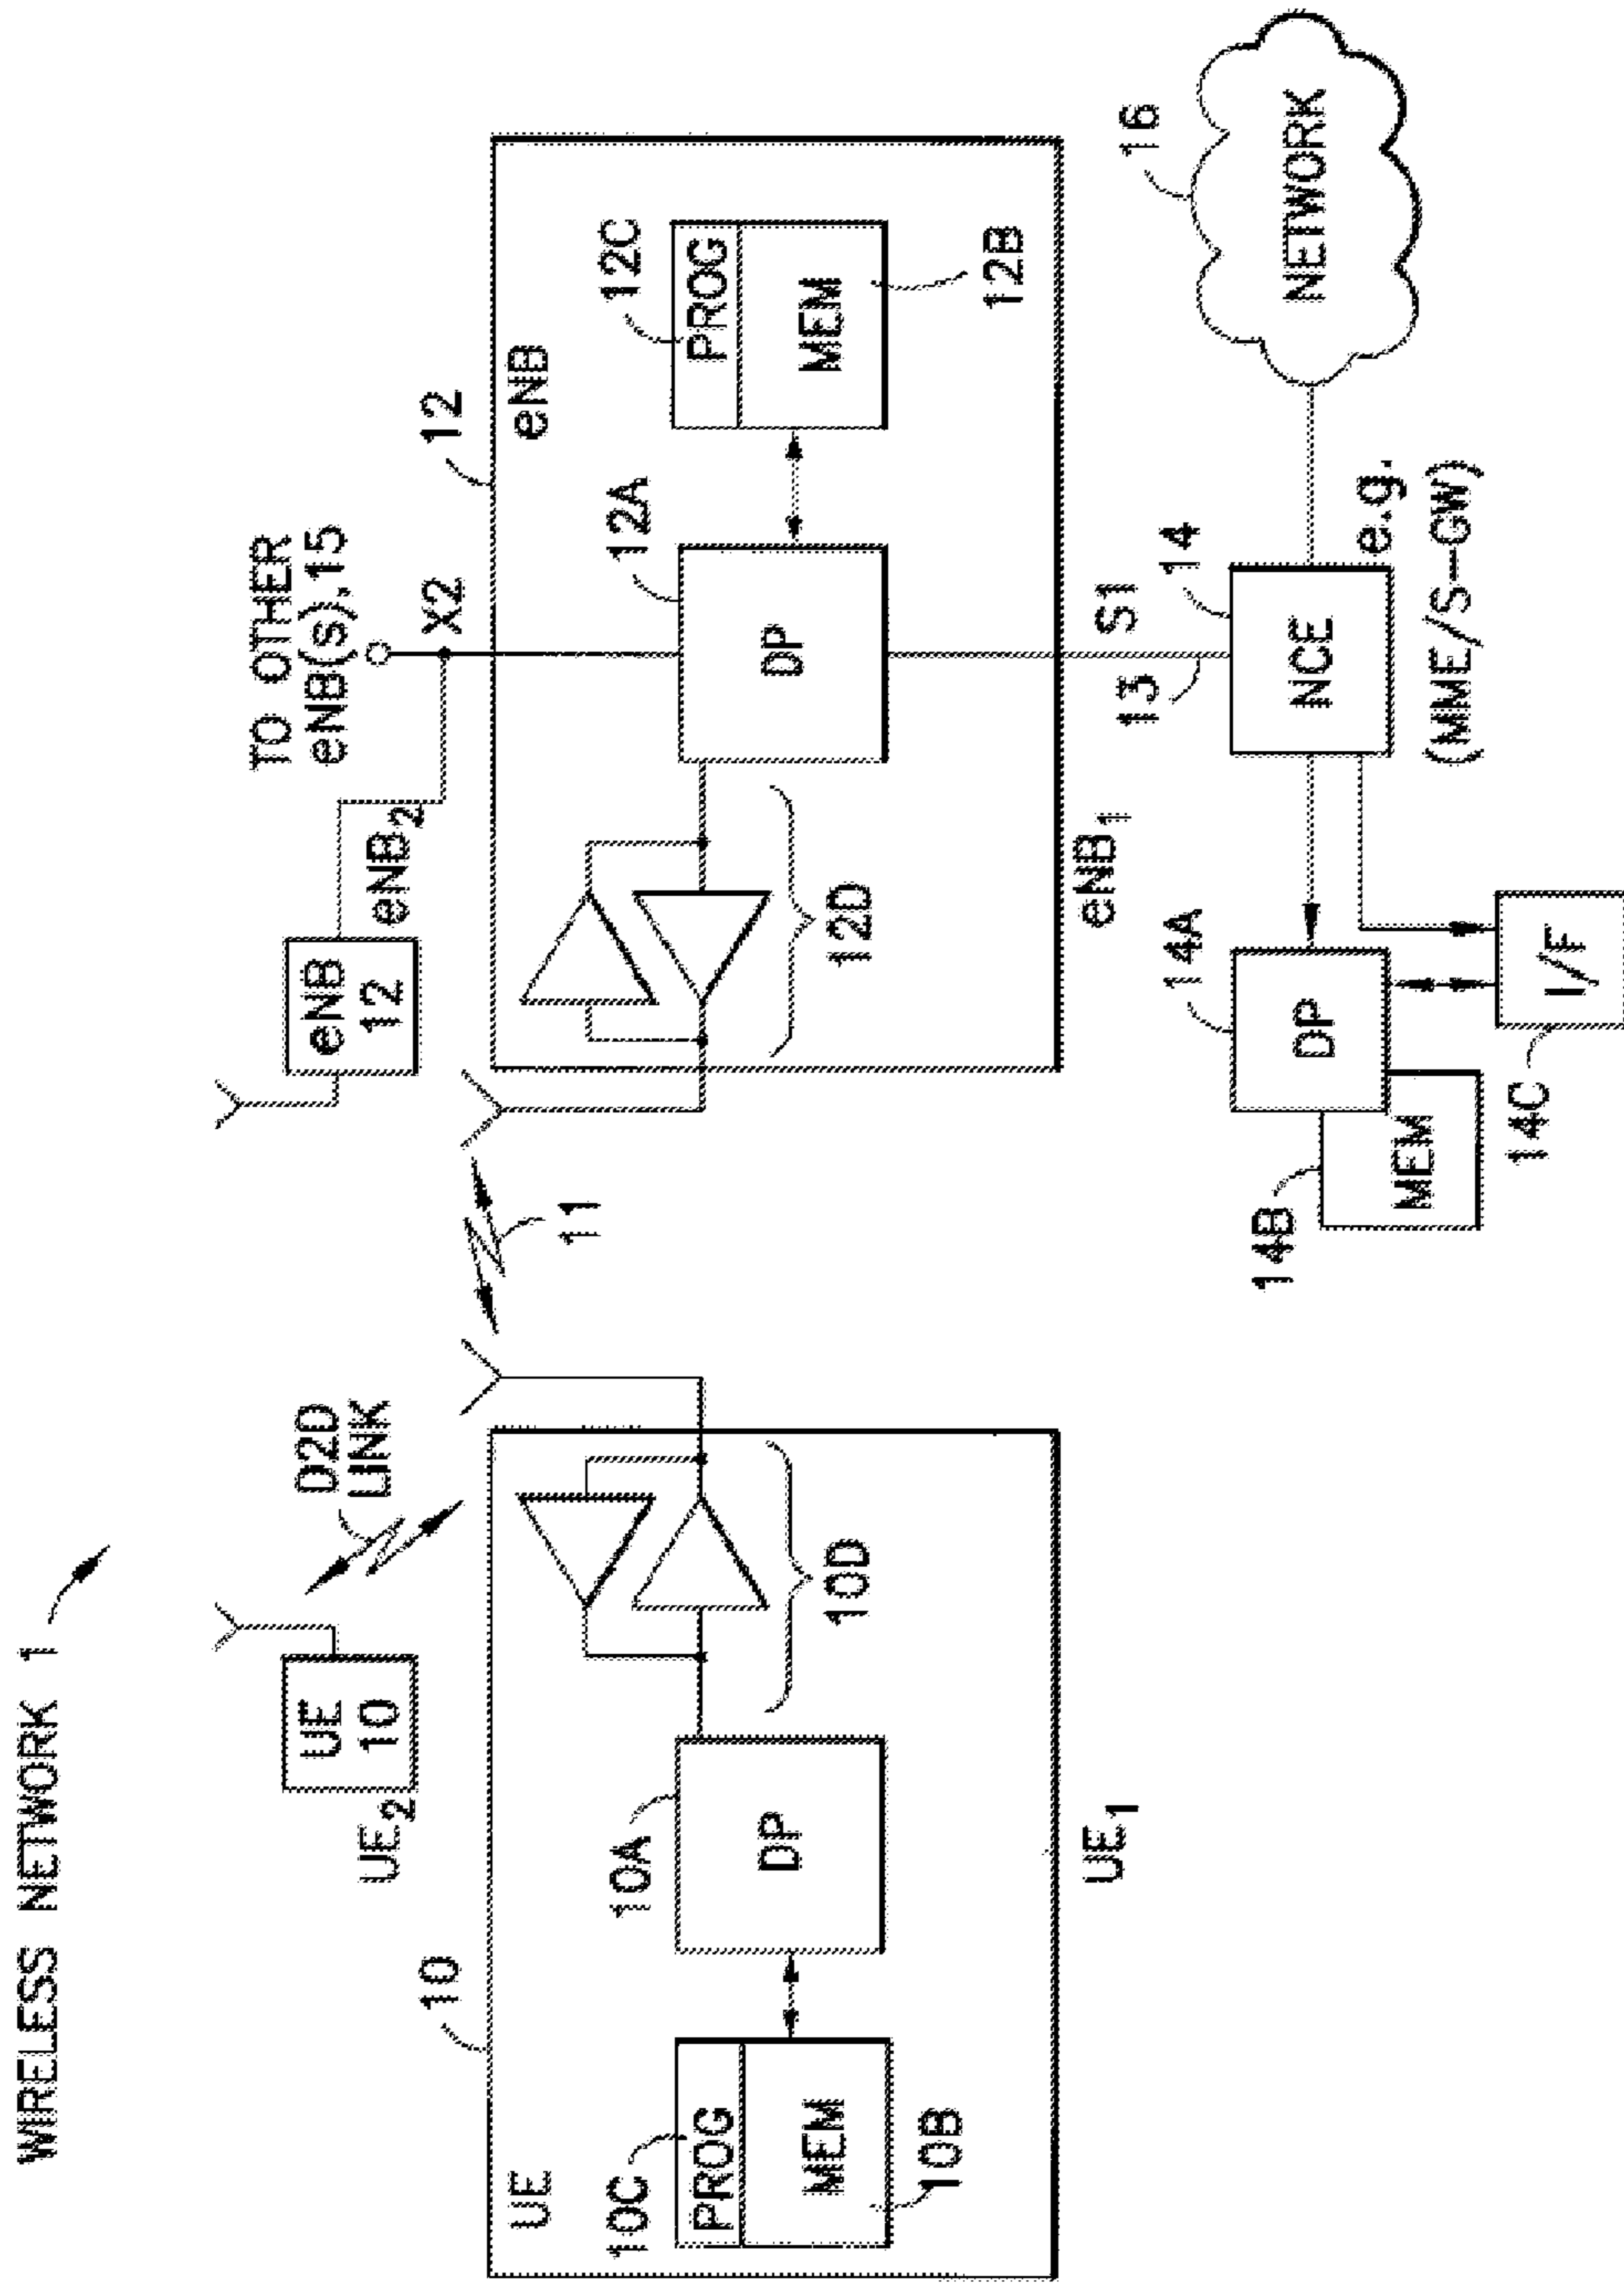 WIRELESS NETWORK 1
TO OTHER
eNB(s),15
X2
eNB
12
eNB2
UE
10
UE2
D2D
LINK
11
10
UE
10C
PROG
MEM
10B
10A
DP
10D
UE1
12
eNB
12D
12A
DP
12C
PROG
MEM
12B
eNB1
13
S1
14
NCE
e.g.
(MME/S-GW)
16
NETWORK
14A
DP
14B
MEM
14C
I/F